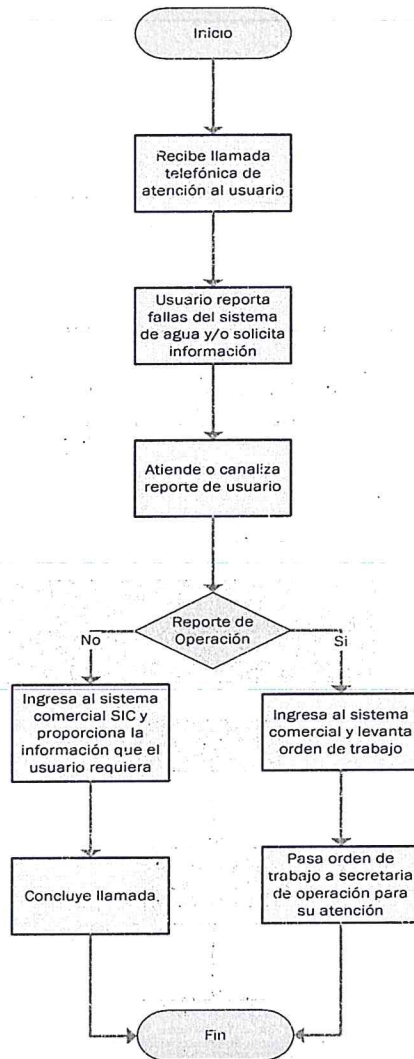 Inicio
Recibe llamada
telefónica de
atención al usuario
Usuario reporta
fallas del sistema
de agua y/o solicita
información
Atiende o canaliza
reporte de usuario
Reporte de
Operación
No
Si
Ingresa al sistema
comercial SIC y
proporciona la
información que el
usuario requiera
Ingresa al sistema
comercial y levanta
orden de trabajo
Concluye llamada
Pasa orden de
trabajo a secretaria
de operación para
su atención
Fin